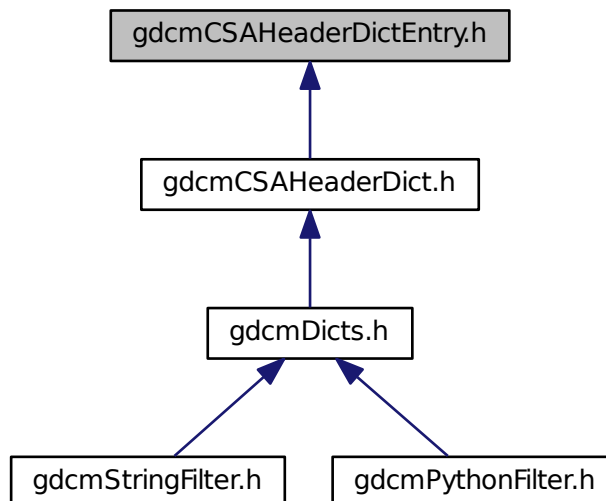 gdcmCSAHeaderDictEntry.h
gdcmCSAHeaderDict.h
gdcmDicts.h
gdcmStringFilter.h
gdcmPythonFilter.h